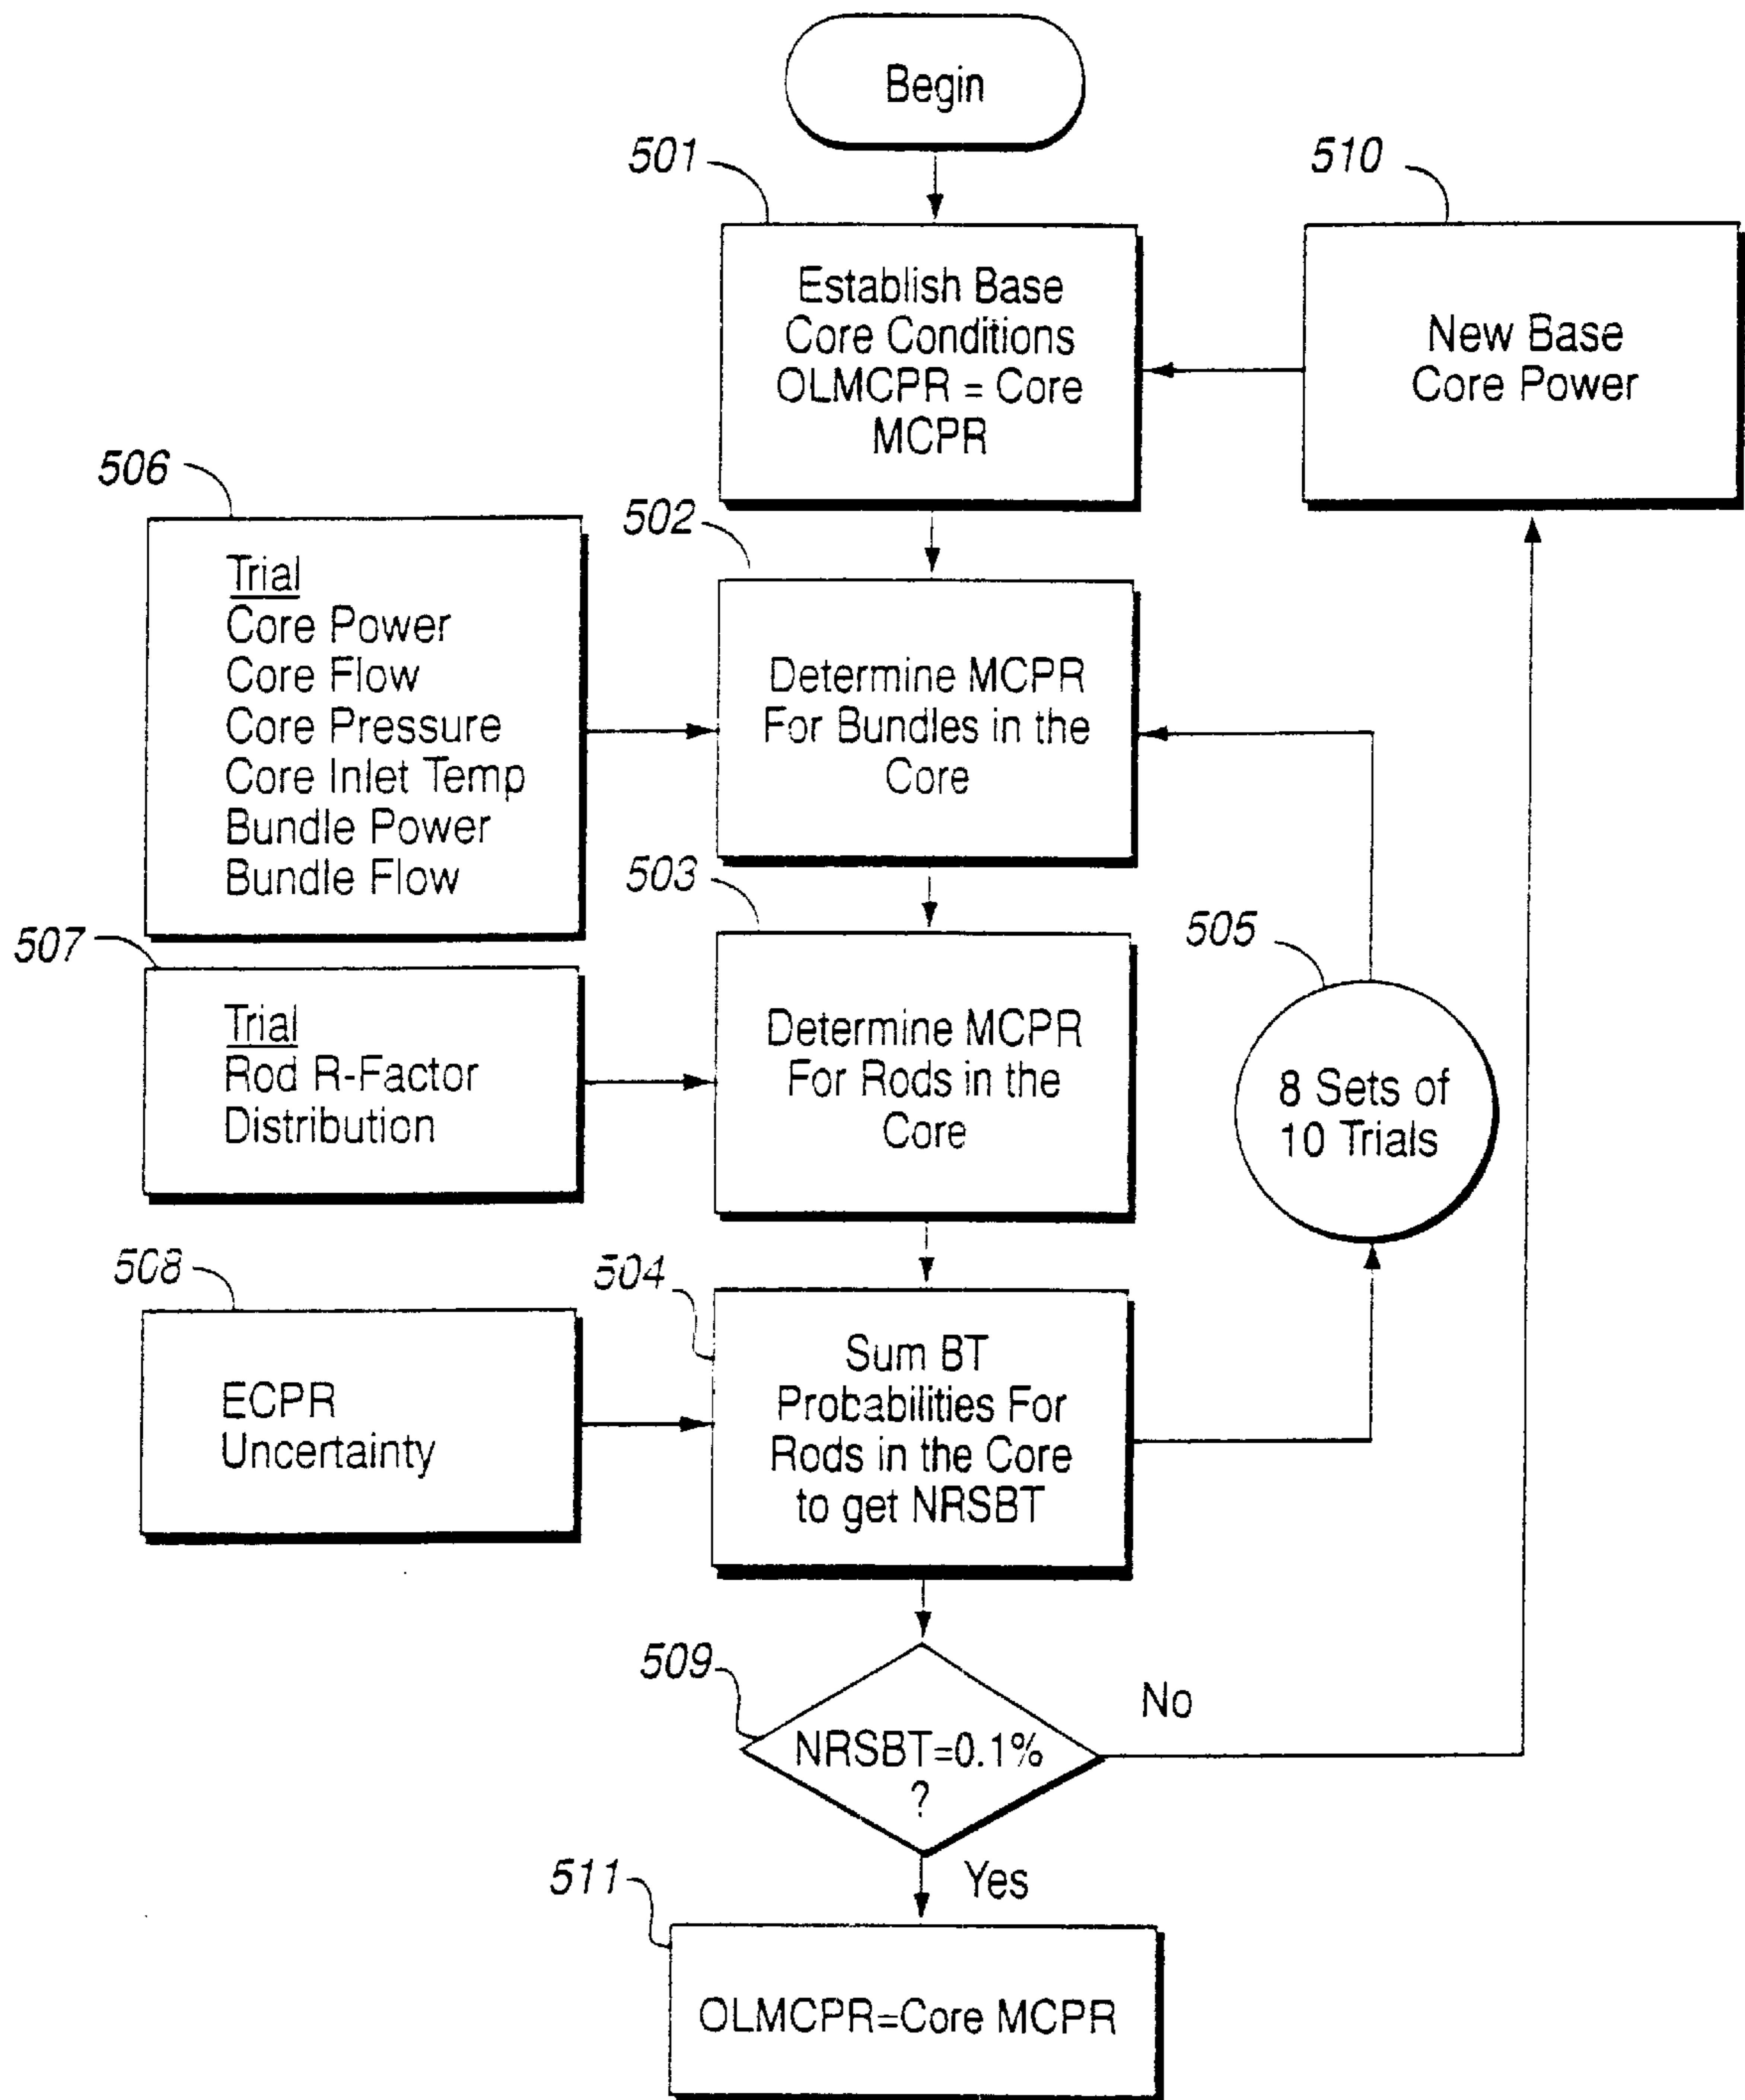 Begin
501
510
Establish Base
Core Conditions
OLMCPR = Core
MCPR
New Base
Core Power
506
502
Trial
Core Power
Core Flow
Core Pressure
Core Inlet Temp
Bundle Power
Bundle Flow
Determine MCPR
For Bundles in the
Core
503
507
505
Trial
Rod R-Factor
Distribution
Determine MCPR
For Rods in the
Core
8 Sets of
10 Trials
508
504
ECPR
Uncertainty
Sum BT
Probabilities For
Rods in the Core
to get NRSBT
509
No
NRSBT=0.1%
?
511
Yes
OLMCPR=Core MCPR